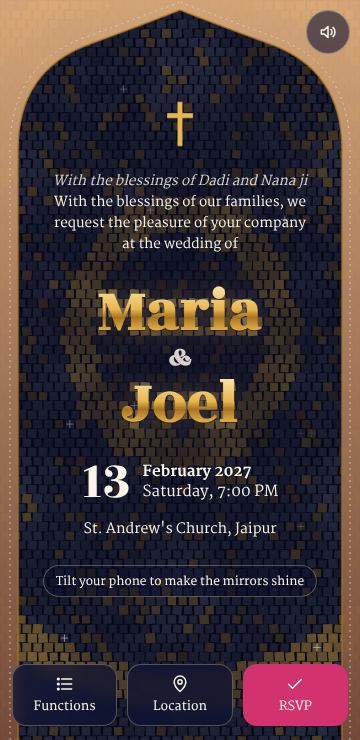 With the blessings of Dadi and Nana ji
With the blessings of our families, we
request the pleasure of your company
at the wedding of
Maria
&
Joel
13
February 2027
Saturday, 7:00 PM
St. Andrew's Church, Jaipur
Tilt your phone to make the mirrors shine
Functions
Location
RSVP